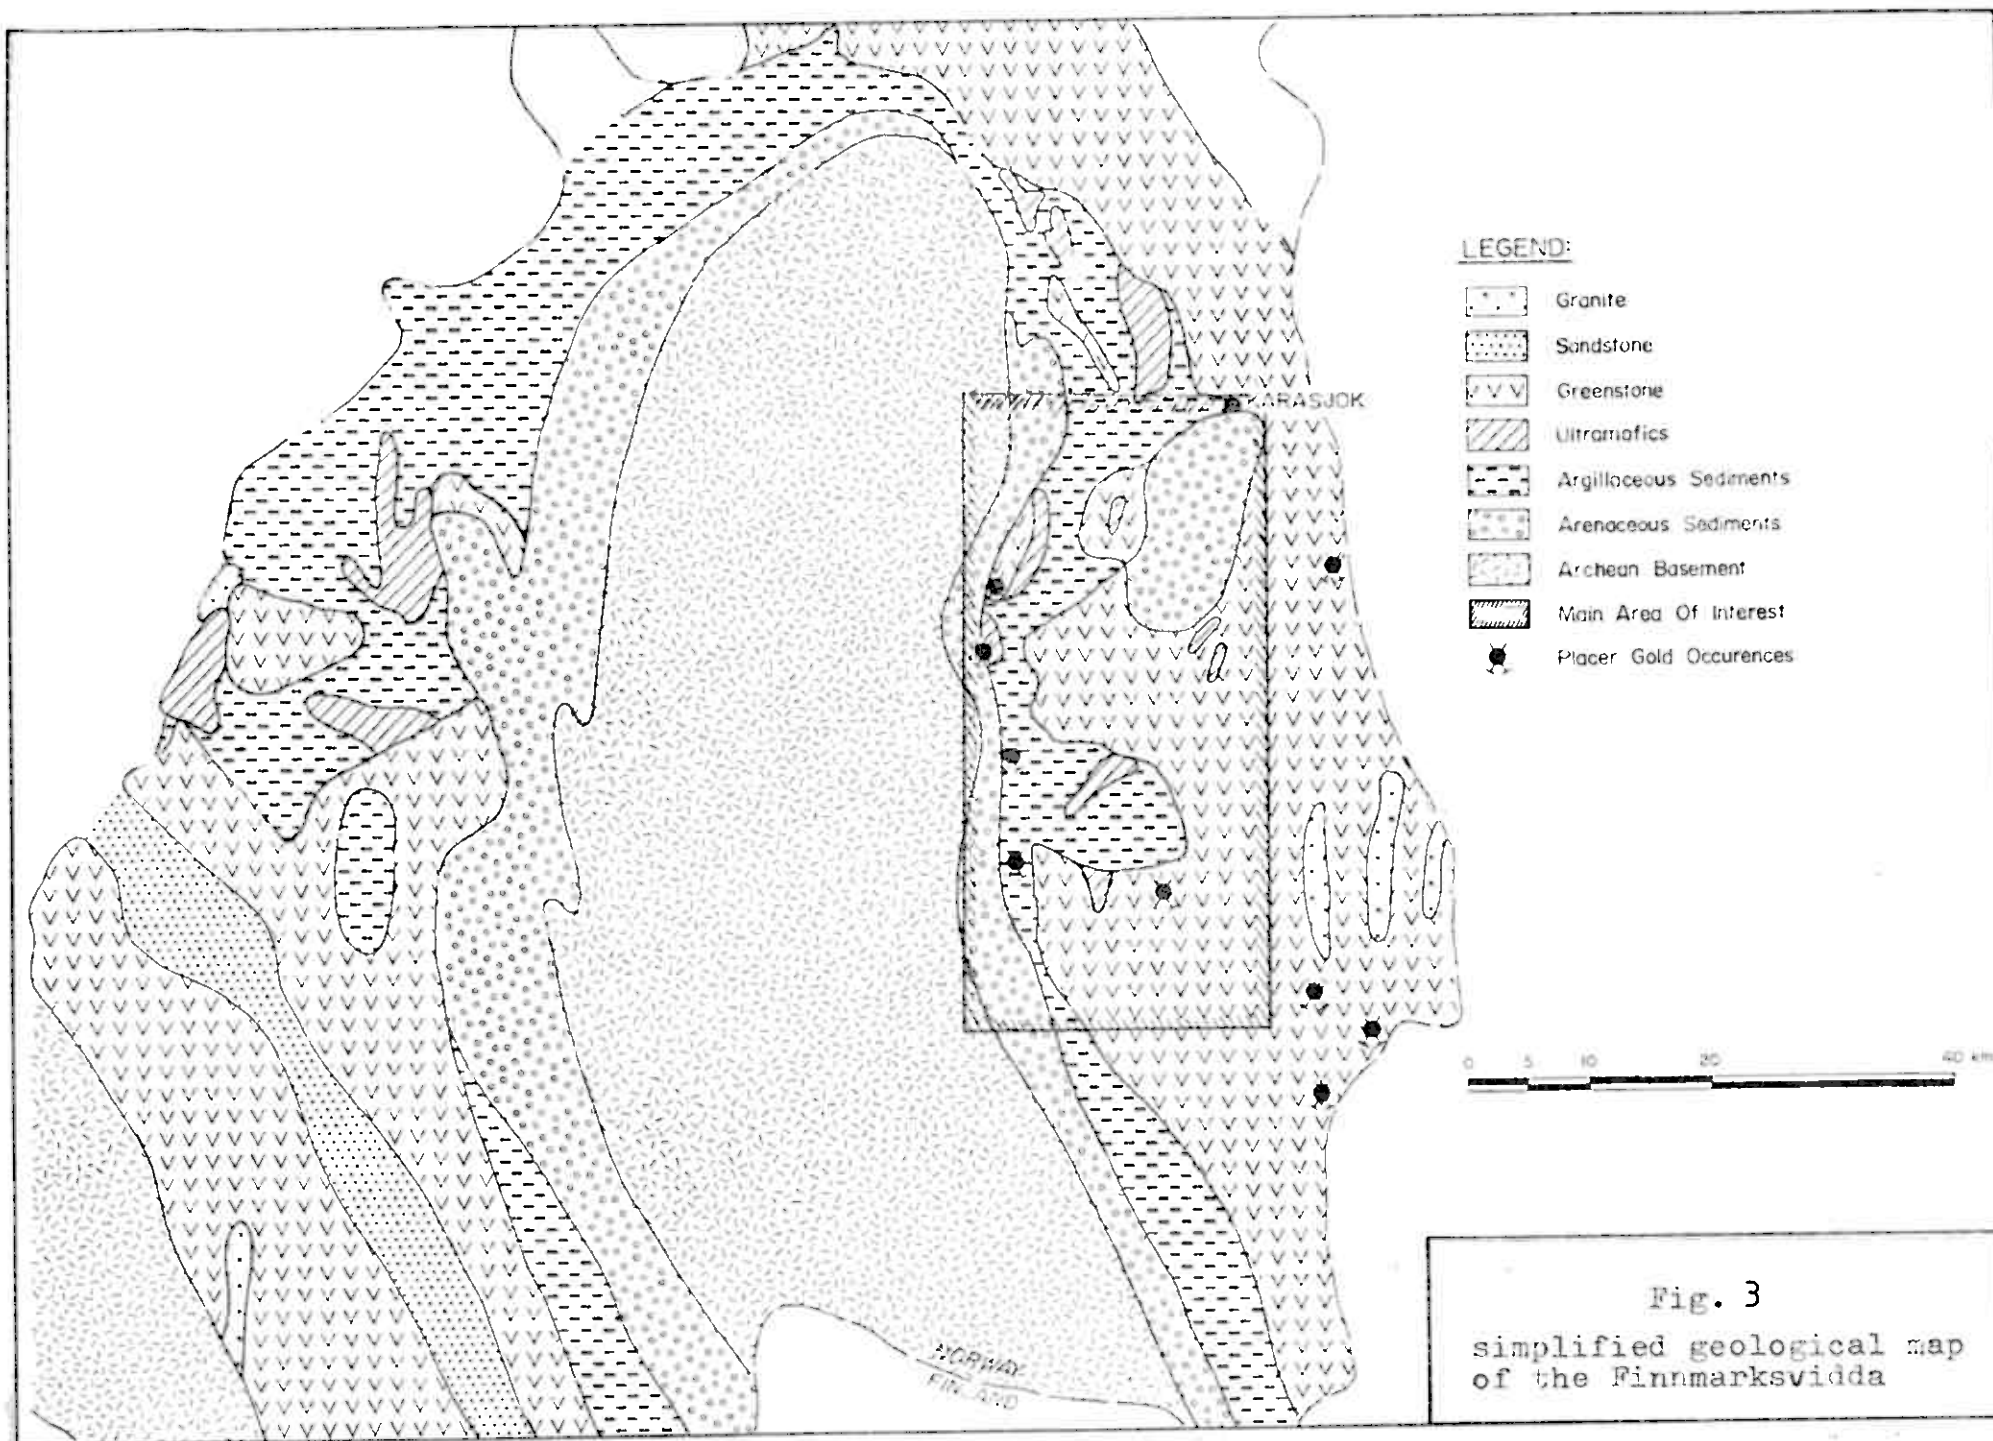 KARASJOK
LEGEND:
Granite
Sandstone
Greenstone
Ultramafics
Argillaceous Sediments
Arenaceous Sediments
Archean Basement
Main Area Of Interest
Placer Gold Occurences
0 5 10 20 40 km
NORWAY
FINLAND
Fig. 3
simplified geological map
of the Finnmarksvidda